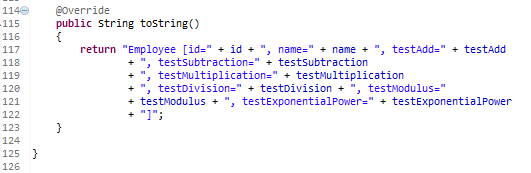 114 @Override
115 public String toString()
116 {
117 return "Employee [id=" + id + ", name=" + name + ", testAdd=" + testAdd
118 + ", testSubtraction=" + testSubtraction
119 + ", testMultiplication=" + testMultiplication
120 + ", testDivision=" + testDivision + ", testModulus="
121 + testModulus + ", testExponentialPower=" + testExponentialPower
122 + "]";
123 }
124
125 }
126